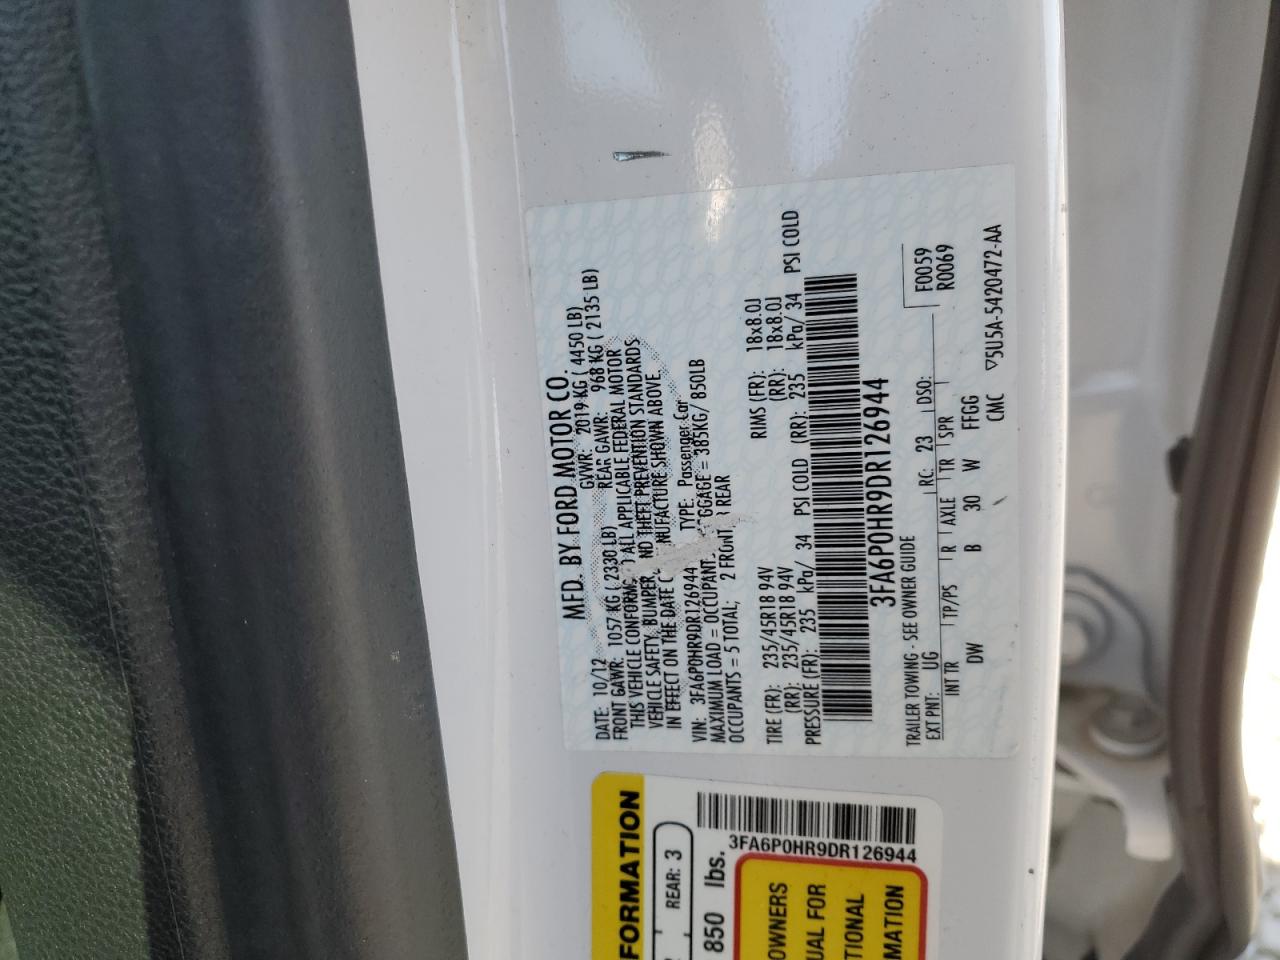 MFD. BY FORD MOTOR CO.
DATE: 10/12 GVWR: 2019 KG ( 4450 LB)
FRONT GAWR: 1057 KG ( 2330 LB) REAR GAWR: 968 KG ( 2135 LB)
THIS VEHICLE CONFORMS ALL APPLICABLE FEDERAL MOTOR
VEHICLE SAFETY, BUMPER, ND THEFT PREVENTION STANDARDS
IN EFFECT ON THE DATE NUFACTURE SHOWN ABOVE.
VIN: 3FA6P0HR9DR126944 TYPE: Passenger Car
MAXIMUM LOAD = OCCUPANT GGAGE = 385KG/ 850LB
OCCUPANTS = 5 TOTAL; 2 FRONT REAR
TIRE (FR): 235/45R18 94V RIMS (FR): 18x8.0J
(RR): 235/45R18 94V (RR): 18x8.0J
PRESSURE (FR): 235 kPa/ 34 PSI COLD (RR): 235 kPa/ 34 PSI COLD
3FA6P0HR9DR126944
TRAILER TOWING - SEE OWNER GUIDE F0059
EXT PNT: UG RC: 23 DSO: R0069
INT TR TP/PS R AXLE TR SPR
DW B 30 W FFGG
CMC ▽5U5A-5420472-AA
FORMATION
REAR: 3
850 lbs.
3FA6P0HR9DR126944
OWNERS
UAL FOR
TIONAL
MATION